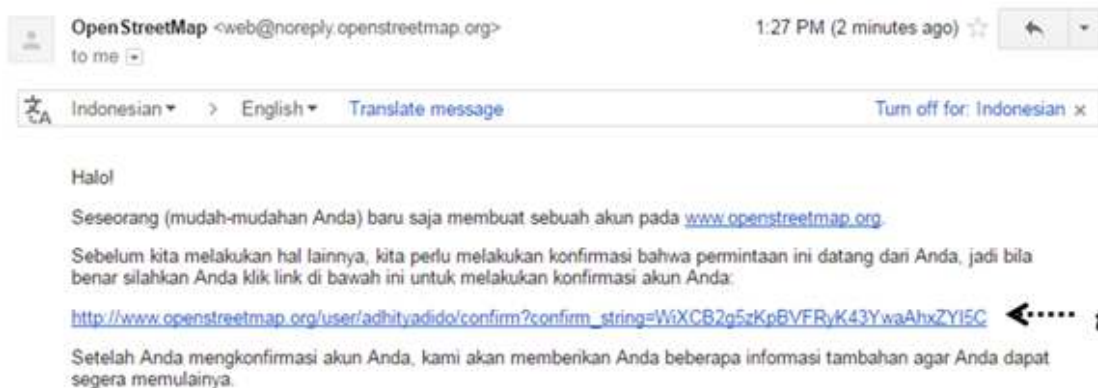 OpenStreetMap <web@noreply.openstreetmap.org> 1:27 PM (2 minutes ago)
to me
Indonesian > English Translate message Turn off for: Indonesian x
Halo!
Seseorang (mudah-mudahan Anda) baru saja membuat sebuah akun pada www.openstreetmap.org.
Sebelum kita melakukan hal lainnya, kita perlu melakukan konfirmasi bahwa permintaan ini datang dari Anda, jadi bila
benar silahkan Anda klik link di bawah ini untuk melakukan konfirmasi akun Anda:
http://www.openstreetmap.org/user/adhityadido/confirm?confirm_string=WiXCB2g5zKpBVFRyK43YwaAhxZYI5C
Setelah Anda mengkonfirmasi akun Anda, kami akan memberikan Anda beberapa informasi tambahan agar Anda dapat
segera memulainya.